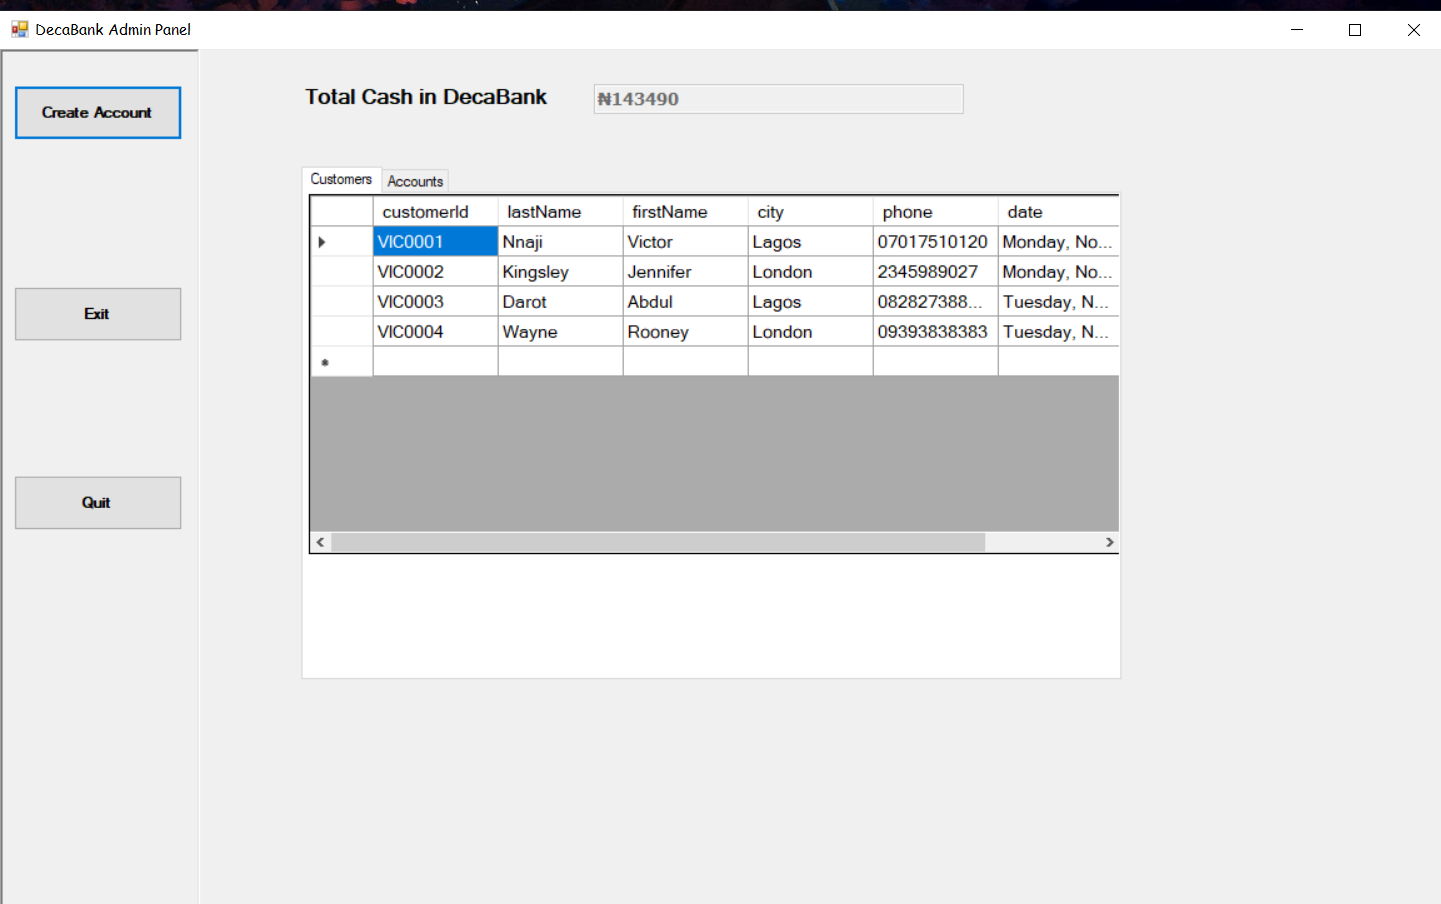 DecaBank Admin Panel
Create Account
Exit
Quit
Total Cash in DecaBank ₦143490
Customers Accounts
customerId lastName firstName city phone date
VIC0001 Nnaji Victor Lagos 07017510120 Monday, No...
VIC0002 Kingsley Jennifer London 2345989027 Monday, No...
VIC0003 Darot Abdul Lagos 082827388... Tuesday, N...
VIC0004 Wayne Rooney London 09393838383 Tuesday, N...